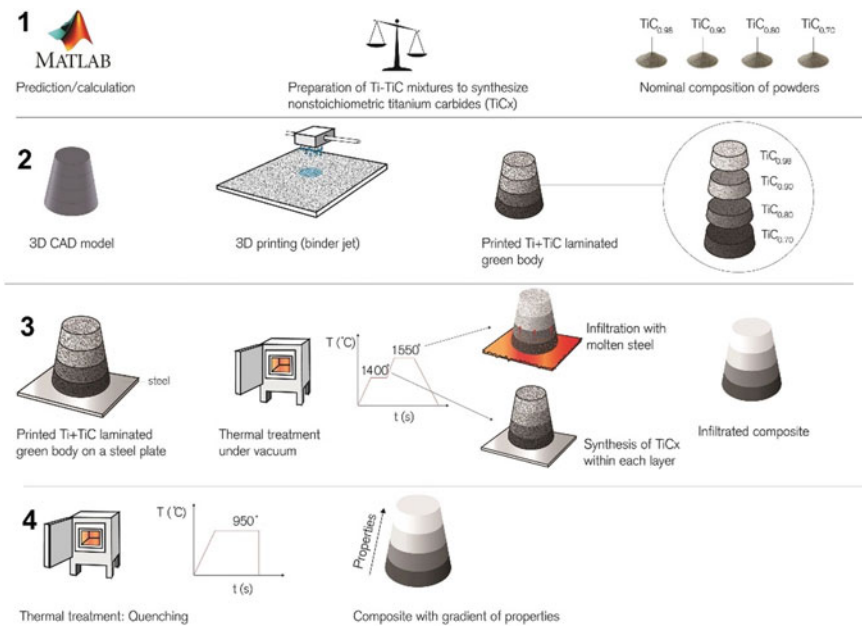 1
MATLAB
Prediction/calculation
Preparation of Ti-TiC mixtures to synthesize
nonstoichiometric titanium carbides (TiCx)
TiC0.98
TiC0.90
TiC0.80
TiC0.70
Nominal composition of powders
2
3D CAD model
3D printing (binder jet)
Printed Ti+TiC laminated
green body
TiC0.98
TiC0.90
TiC0.80
TiC0.70
3
steel
Printed Ti+TiC laminated
green body on a steel plate
Thermal treatment
under vacuum
T (°C)
1550°
1400°
t (s)
Infiltration with
molten steel
Synthesis of TiCx
within each layer
Infiltrated composite
4
Thermal treatment: Quenching
T (°C)
950°
t (s)
Properties
Composite with gradient of properties